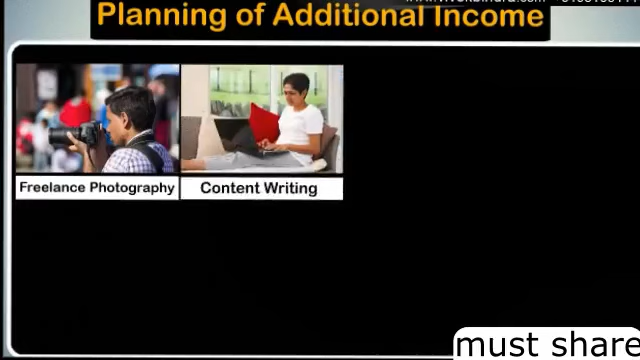 Planning of Additional Income
Freelance Photography
Content Writing
must share